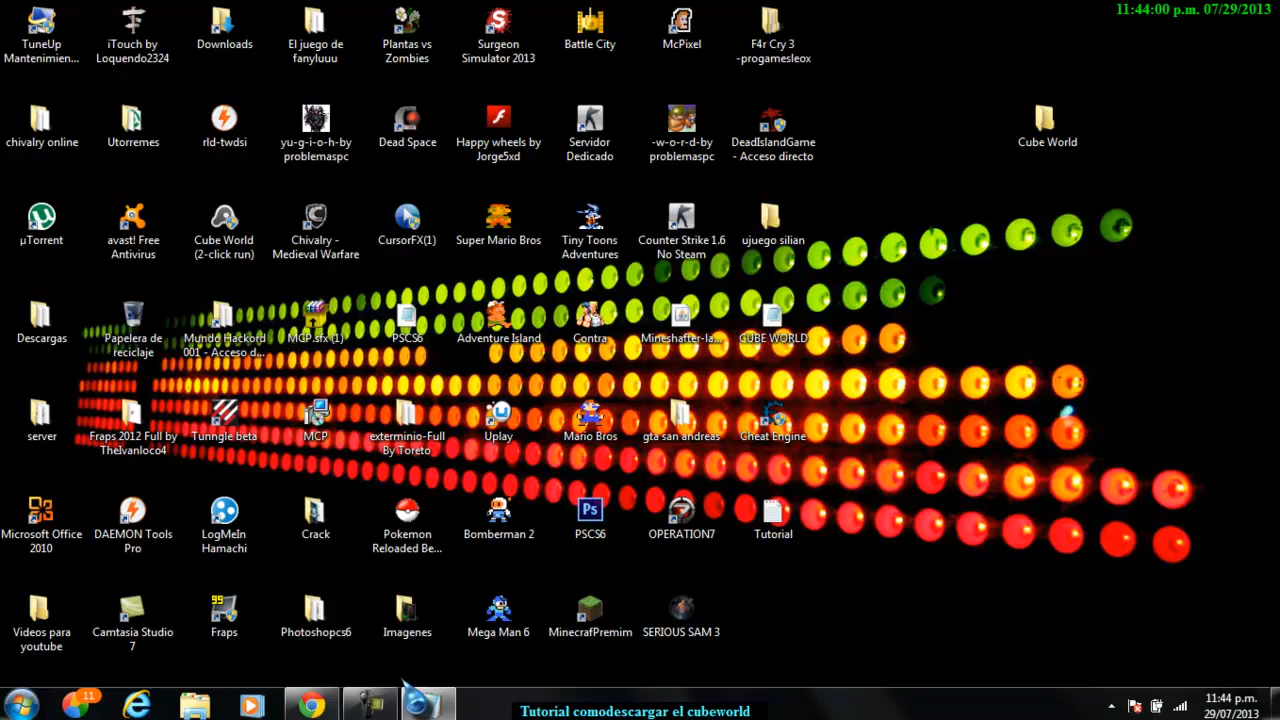 11:44:00 p.m. 07/29/2013
TuneUp
Mantenimien...
iTouch by
Loquendo2324
Downloads
El juego de
fanyluuu
Plantas vs
Zombies
Surgeon
Simulator 2013
Battle City
McPixel
F4r Cry 3
-progamesleox
chivalry online
Utorremes
rld-twdsi
yu-g-i-o-h-by
problemaspc
Dead Space
Happy wheels by
Jorge5xd
Servidor
Dedicado
-w-o-r-d-by
problemaspc
DeadIslandGame
- Acceso directo
Cube World
µTorrent
avast! Free
Antivirus
Cube World
(2-click run)
Chivalry -
Medieval Warfare
CursorFX(1)
Super Mario Bros
Tiny Toons
Adventures
Counter Strike 1.6
No Steam
ujuego silian
Descargas
Papelera de
reciclaje
Mundo Hackord
001 - Acceso d...
MCP.sfx (1)
PSCS6
Adventure Island
Contra
Mineshafter-la...
CUBE WORLD
server
Fraps 2012 Full by
TheIvanloco4
Tunngle beta
MCP
exterminio-Full
By Toreto
Uplay
Mario Bros
gta san andreas
Cheat Engine
Microsoft Office
2010
DAEMON Tools
Pro
LogMeIn
Hamachi
Crack
Pokemon
Reloaded Be...
Bomberman 2
Ps
PSCS6
OPERATION7
Tutorial
Videos para
youtube
Camtasia Studio
7
99
Fraps
Photoshopcs6
Imagenes
Mega Man 6
MinecrafPremim
SERIOUS SAM 3
11
Tutorial comodescargar el cubeworld
11:44 p.m.
29/07/2013